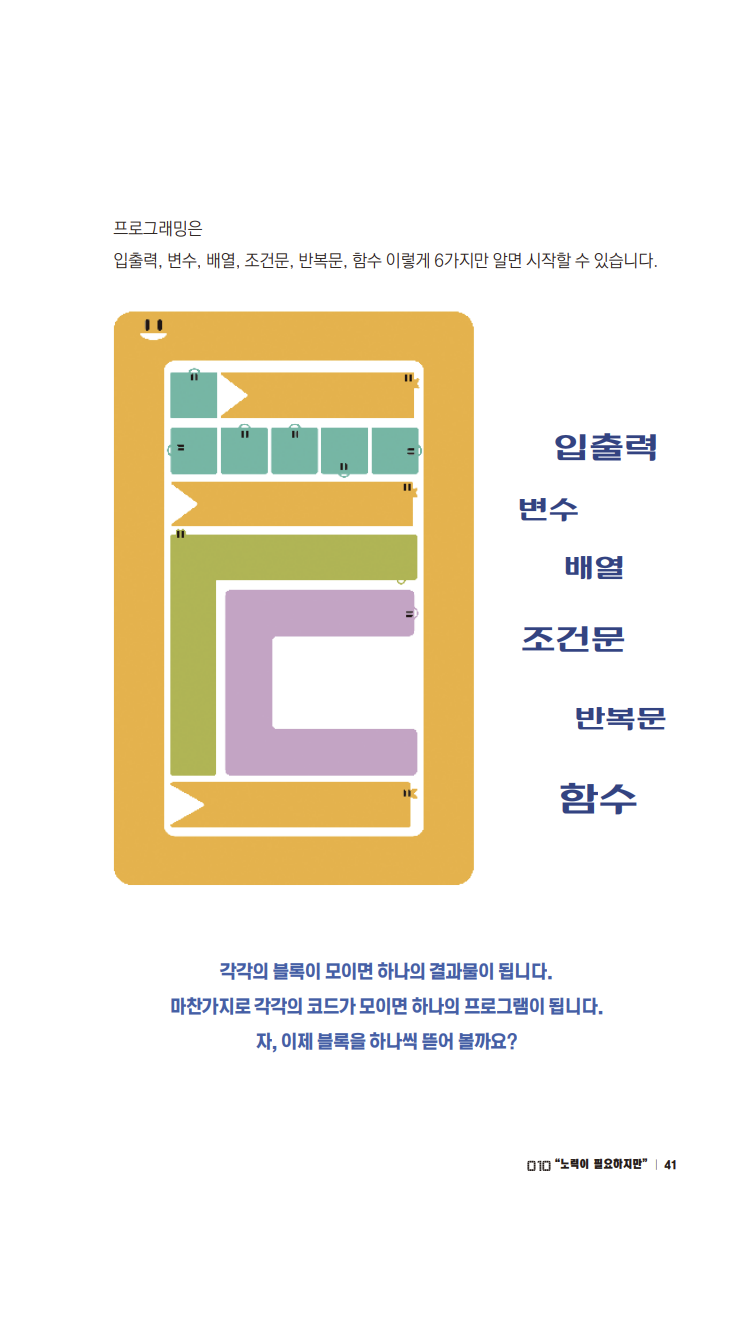 프로그래밍은
입출력, 변수, 배열, 조건문, 반복문, 함수 이렇게 6가지만 알면 시작할 수 있습니다.
입출력
변수
배열
조건문
반복문
함수
각각의 블록이 모이면 하나의 결과물이 됩니다.
마찬가지로 각각의 코드가 모이면 하나의 프로그램이 됩니다.
자, 이제 블록을 하나씩 뜯어 볼까요?
010 “노력이 필요하지만” | 41